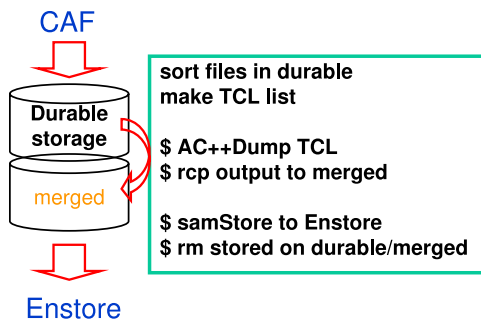 CAF
Durable
storage
merged
Enstore
sort files in durable
make TCL list
$ AC++Dump TCL
$ rcp output to merged
$ samStore to Enstore
$ rm stored on durable/merged